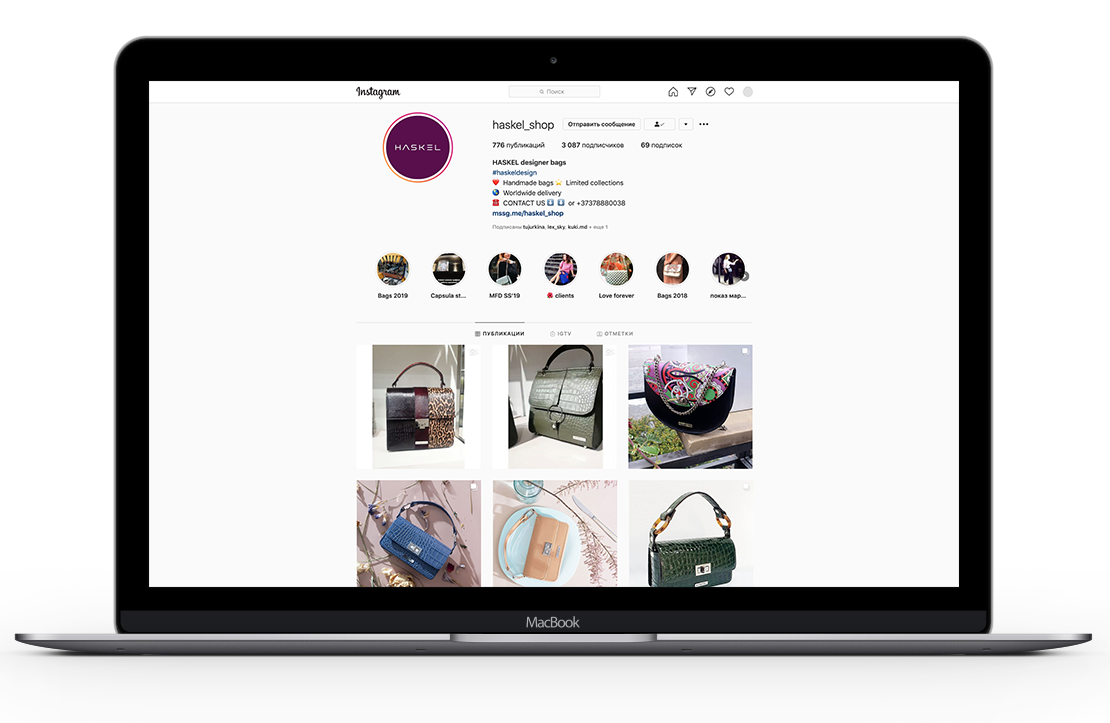 Instagram
Поиск
HASKEL
haskel_shop Отправить сообщение
776 публикаций 3 087 подписчиков 69 подписок
HASKEL designer bags
#haskeldesign
Handmade bags Limited collections
Worldwide delivery
CONTACT US or +37378880038
mssg.me/haskel_shop
Подписаны tujurkina, lex_sky, kuki.md + еще 1
Bags 2019 Capsula st... MFD SS'19 clients Love forever Bags 2018 показ мар...
ПУБЛИКАЦИИ IGTV ОТМЕТКИ
MacBook